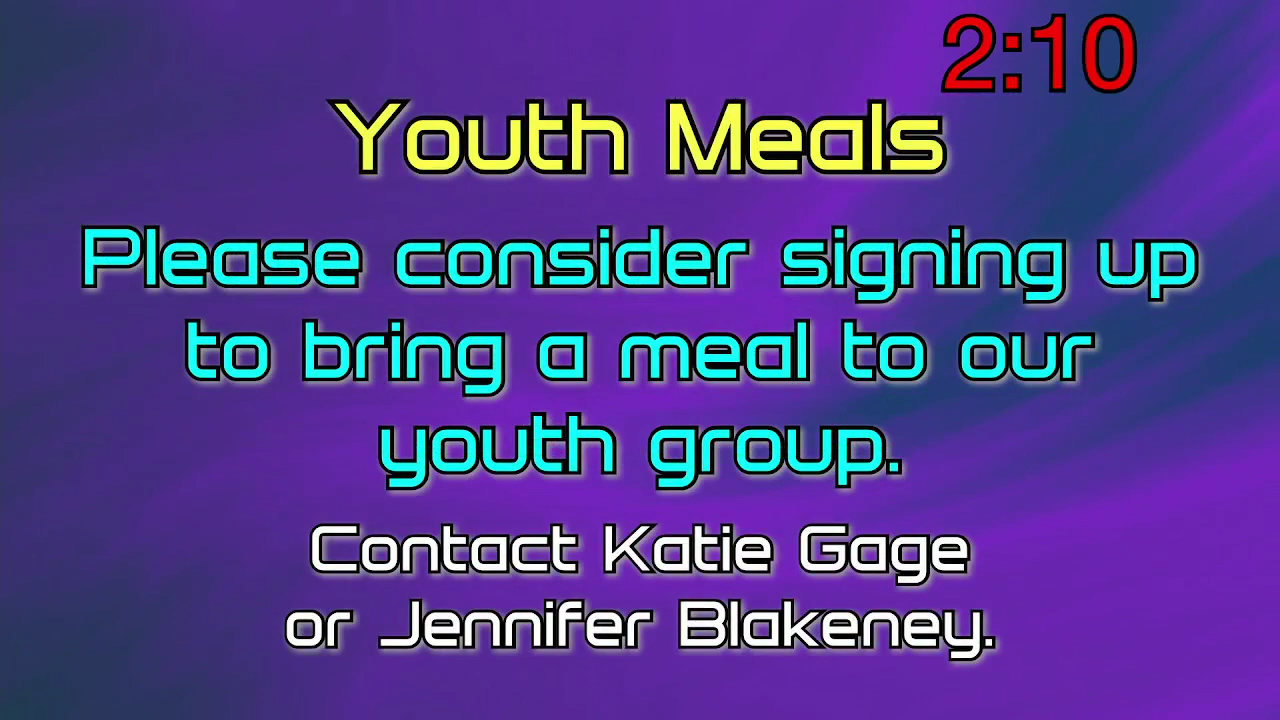 2:10
Youth Meals
Please consider signing up
to bring a meal to our
youth group.
Contact Katie Gage
or Jennifer Blakeney.